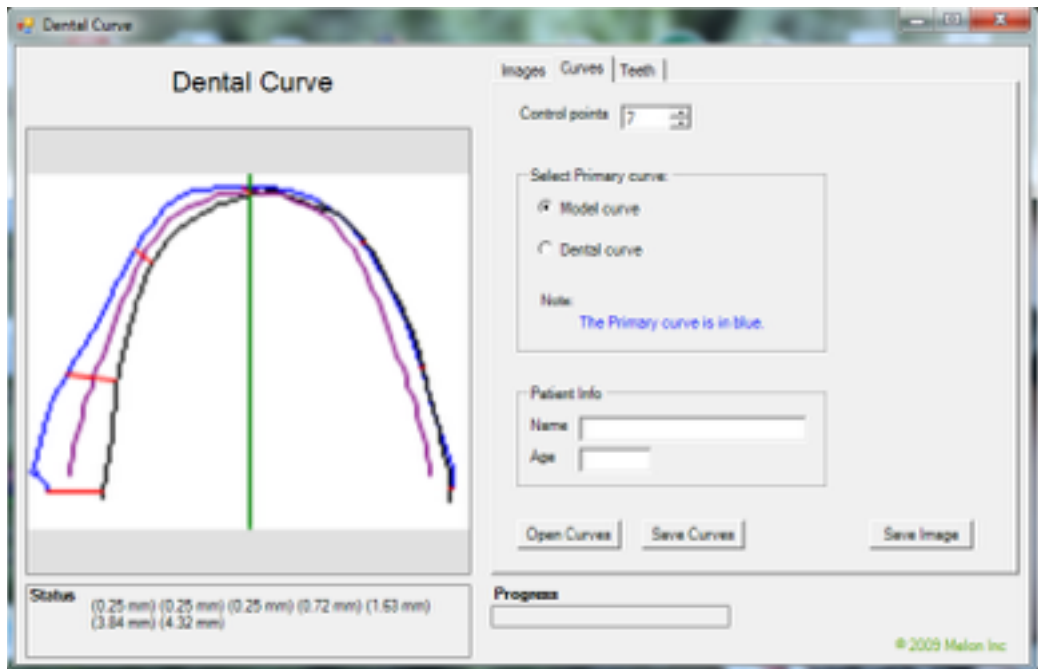 Dental Curve
Dental Curve
Images Curves Teeth
Control points 7
Select Primary curve:
Model curve
Dental curve
Note:
The Primary curve is in blue.
Patient Info
Name
Age
Open Curves Save Curves Save Image
Status
(0.25 mm) (0.25 mm) (0.25 mm) (0.72 mm) (1.63 mm)
(3.84 mm) (4.32 mm)
Progress
© 2009 Melon Inc